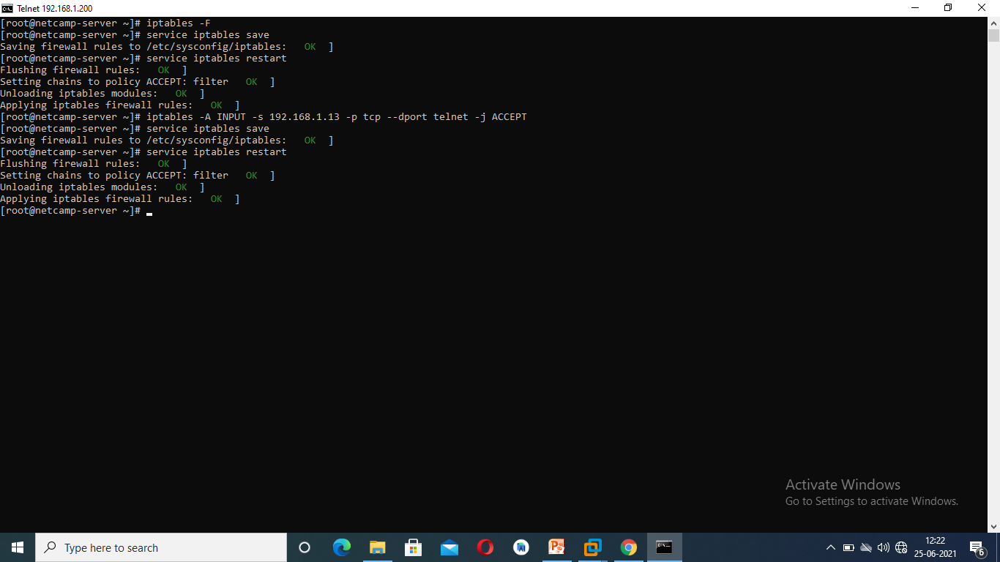 Telnet 192.168.1.200
[root@netcamp-server ~]# iptables -F
[root@netcamp-server ~]# service iptables save
Saving firewall rules to /etc/sysconfig/iptables:   OK  ]
[root@netcamp-server ~]# service iptables restart
Flushing firewall rules:   OK  ]
Setting chains to policy ACCEPT: filter   OK  ]
Unloading iptables modules:   OK  ]
Applying iptables firewall rules:   OK  ]
[root@netcamp-server ~]# iptables -A INPUT -s 192.168.1.13 -p tcp --dport telnet -j ACCEPT
[root@netcamp-server ~]# service iptables save
Saving firewall rules to /etc/sysconfig/iptables:   OK  ]
[root@netcamp-server ~]# service iptables restart
Flushing firewall rules:   OK  ]
Setting chains to policy ACCEPT: filter   OK  ]
Unloading iptables modules:   OK  ]
Applying iptables firewall rules:   OK  ]
[root@netcamp-server ~]#
Activate Windows
Go to Settings to activate Windows.
Type here to search
12:22
25-06-2021
6